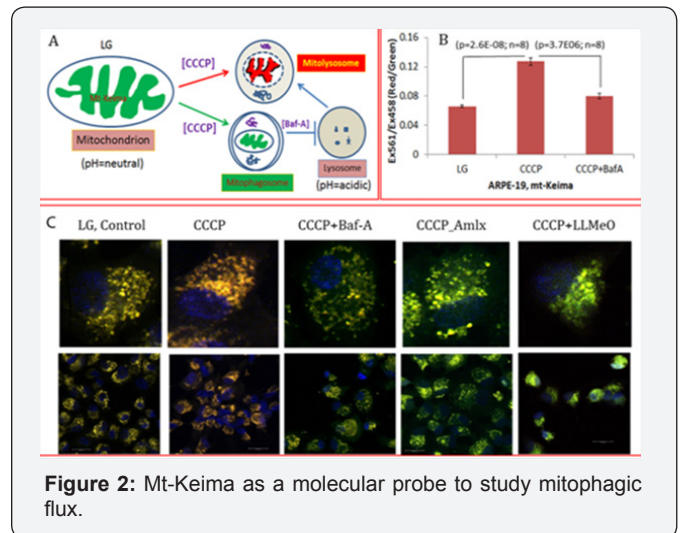 A
LG
[CCCP]
Mitolysosome
Mt-Keima
[CCCP]
[Baf-A]
Mitochondrion
(pH=neutral)
Lysosome
(pH=acidic)
Mitophagosome
B
(p=2.6E-08; n=8) (p=3.7E06; n=8)
Ex561/Ex458(Red/Green)
0.16
0.12
0.08
0.04
0
LG CCCP CCCP+BafA
ARPE-19, mt-Keima
C LG, Control CCCP CCCP+Baf-A CCCP_Amlx CCCP+LLMeO
Figure 2: Mt-Keima as a molecular probe to study mitophagic
flux.